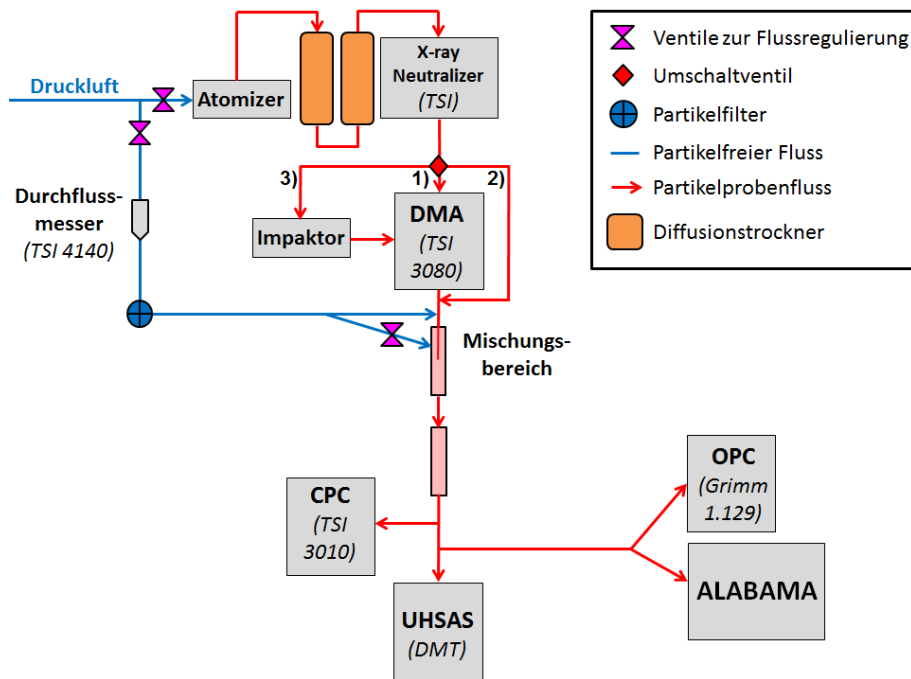 Druckluft
Atomizer
X-ray
Neutralizer
(TSI)
Durchfluss-
messer
(TSI 4140)
3)
1)
2)
Impaktor
DMA
(TSI
3080)
Mischungs-
bereich
CPC
(TSI
3010)
UHSAS
(DMT)
OPC
(Grimm
1.129)
ALABAMA
Ventile zur Flussregulierung
Umschaltventil
Partikelfilter
Partikelfreier Fluss
Partikelprobenfluss
Diffusionstrockner